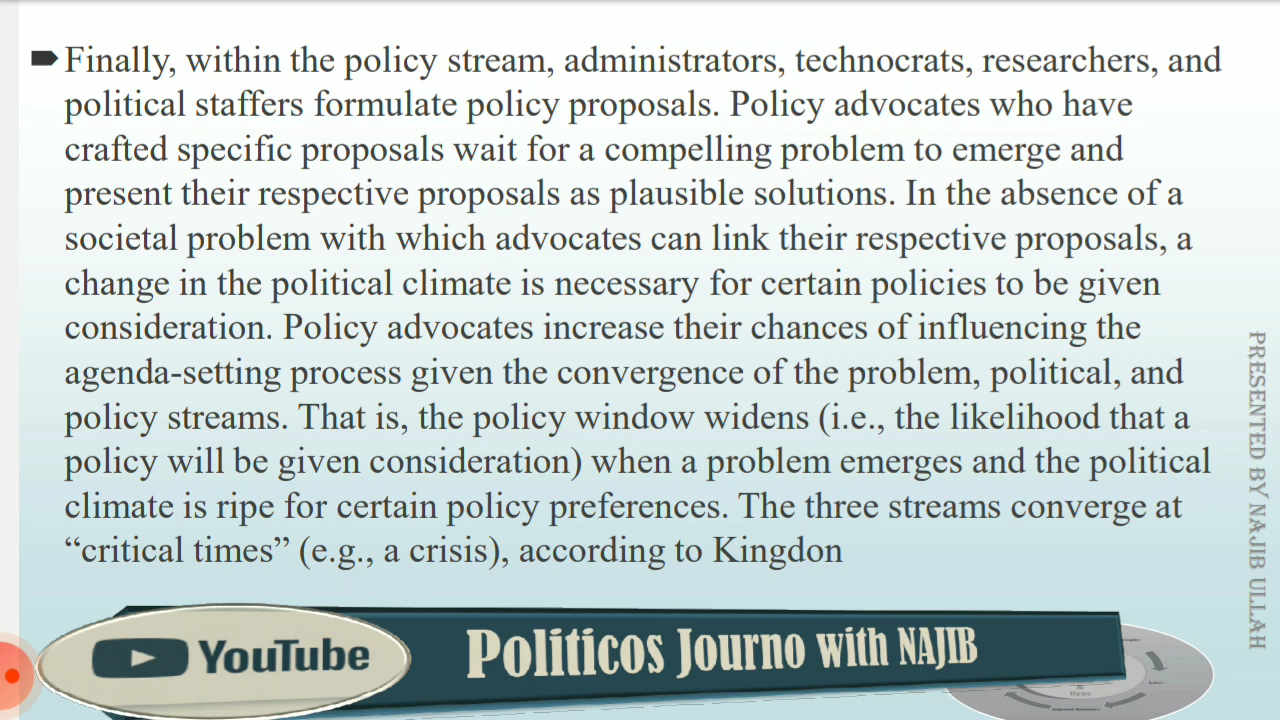 Finally, within the policy stream, administrators, technocrats, researchers, and
political staffers formulate policy proposals. Policy advocates who have
crafted specific proposals wait for a compelling problem to emerge and
present their respective proposals as plausible solutions. In the absence of a
societal problem with which advocates can link their respective proposals, a
change in the political climate is necessary for certain policies to be given
consideration. Policy advocates increase their chances of influencing the
agenda-setting process given the convergence of the problem, political, and
policy streams. That is, the policy window widens (i.e., the likelihood that a
policy will be given consideration) when a problem emerges and the political
climate is ripe for certain policy preferences. The three streams converge at
“critical times” (e.g., a crisis), according to Kingdon
PRESENTED BY NAJIB ULLAH
YouTube
Politicos Journo with NAJIB